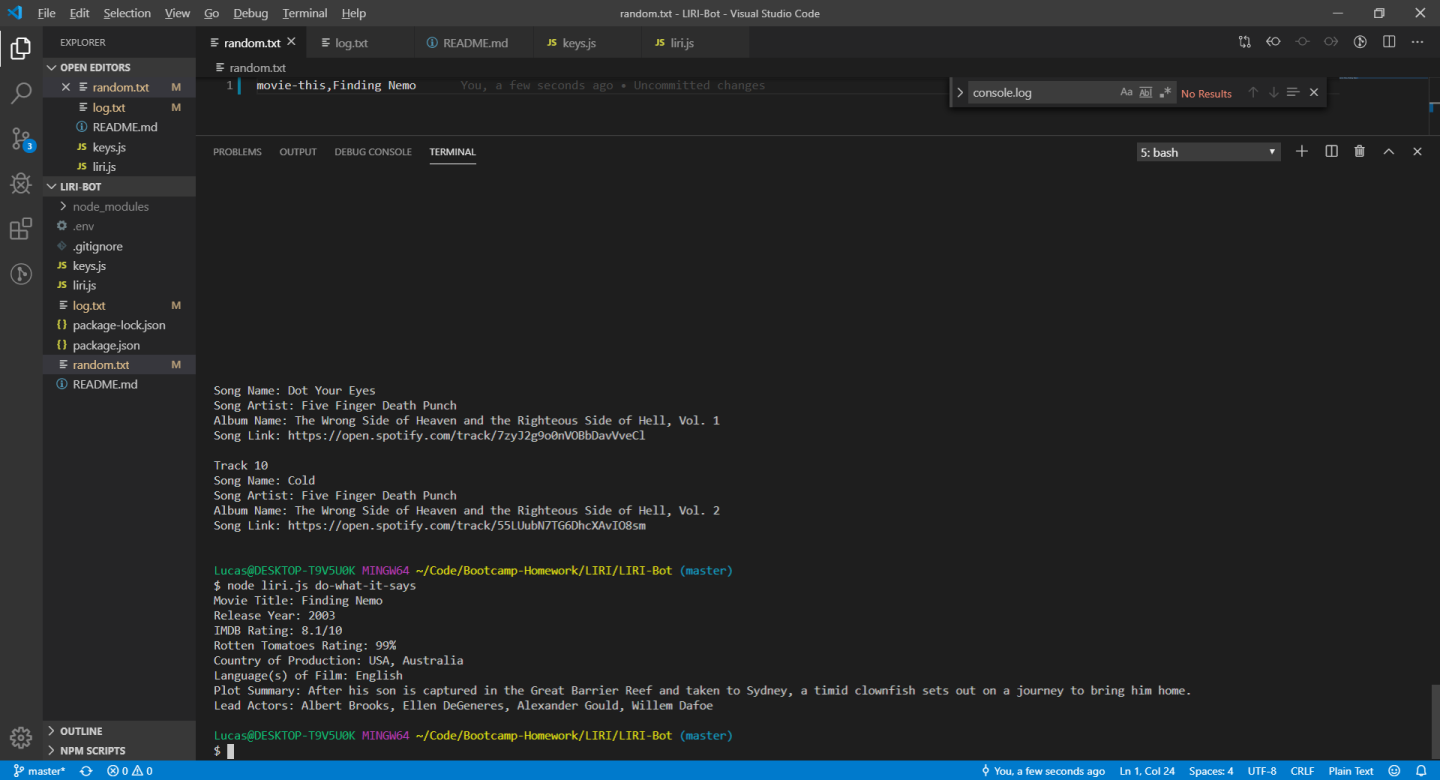 File Edit Selection View Go Debug Terminal Help
random.txt - LIRI-Bot - Visual Studio Code
EXPLORER
random.txt log.txt README.md JS keys.js JS liri.js
OPEN EDITORS
random.txt M
log.txt M
README.md
JS keys.js
JS liri.js
LIRI-BOT
node_modules
.env
.gitignore
JS keys.js
JS liri.js
log.txt M
{} package-lock.json
{} package.json
random.txt M
README.md
OUTLINE
NPM SCRIPTS
3
random.txt
1 movie-this,Finding Nemo You, a few seconds ago • Uncommitted changes
console.log Aa Abl .* No Results
PROBLEMS OUTPUT DEBUG CONSOLE TERMINAL
5: bash
Song Name: Dot Your Eyes
Song Artist: Five Finger Death Punch
Album Name: The Wrong Side of Heaven and the Righteous Side of Hell, Vol. 1
Song Link: https://open.spotify.com/track/7zyJ2g9o0nVOBbDavVveCl
Track 10
Song Name: Cold
Song Artist: Five Finger Death Punch
Album Name: The Wrong Side of Heaven and the Righteous Side of Hell, Vol. 2
Song Link: https://open.spotify.com/track/55LUubN7TG6DhcXAvIO8sm
Lucas@DESKTOP-T9V5U0K MINGW64 ~/Code/Bootcamp-Homework/LIRI/LIRI-Bot (master)
$ node liri.js do-what-it-says
Movie Title: Finding Nemo
Release Year: 2003
IMDB Rating: 8.1/10
Rotten Tomatoes Rating: 99%
Country of Production: USA, Australia
Language(s) of Film: English
Plot Summary: After his son is captured in the Great Barrier Reef and taken to Sydney, a timid clownfish sets out on a journey to bring him home.
Lead Actors: Albert Brooks, Ellen DeGeneres, Alexander Gould, Willem Dafoe
Lucas@DESKTOP-T9V5U0K MINGW64 ~/Code/Bootcamp-Homework/LIRI/LIRI-Bot (master)
$
master* 0 0 You, a few seconds ago Ln 1, Col 24 Spaces: 4 UTF-8 CRLF Plain Text